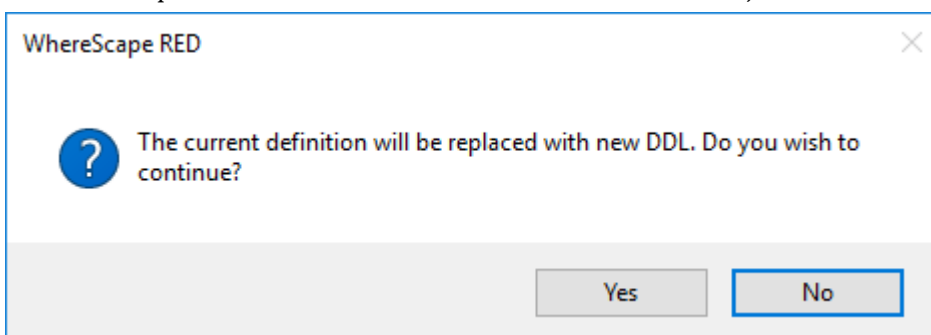 WhereScape RED
The current definition will be replaced with new DDL. Do you wish to
continue?
Yes
No